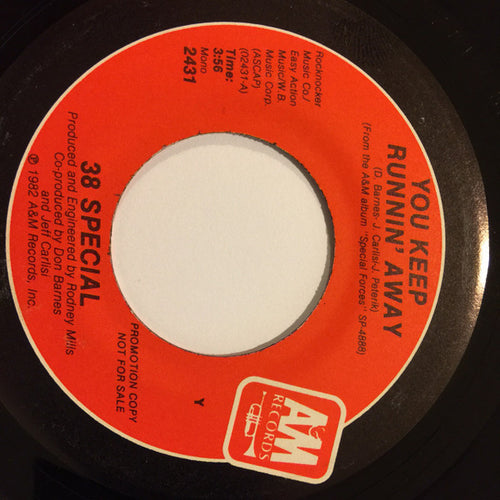 YOU KEEP
RUNNIN' AWAY
(D. Barnes- J. Carlisi-J. Peterik)
(From the A&M album "Special Forces" SP-4888)
Rocknocker
Music Co./
Easy Action
Music/W.B.
Music Corp.
(ASCAP)
(02431-A)
Time:
3:56
Mono
2431
38 SPECIAL
Produced and Engineered by Rodney Mills
Co-produced by Don Barnes
and Jeff Carlisi
℗ 1982 A&M Records, Inc.
PROMOTION COPY
NOT FOR SALE
Y
A&M
RECORDS